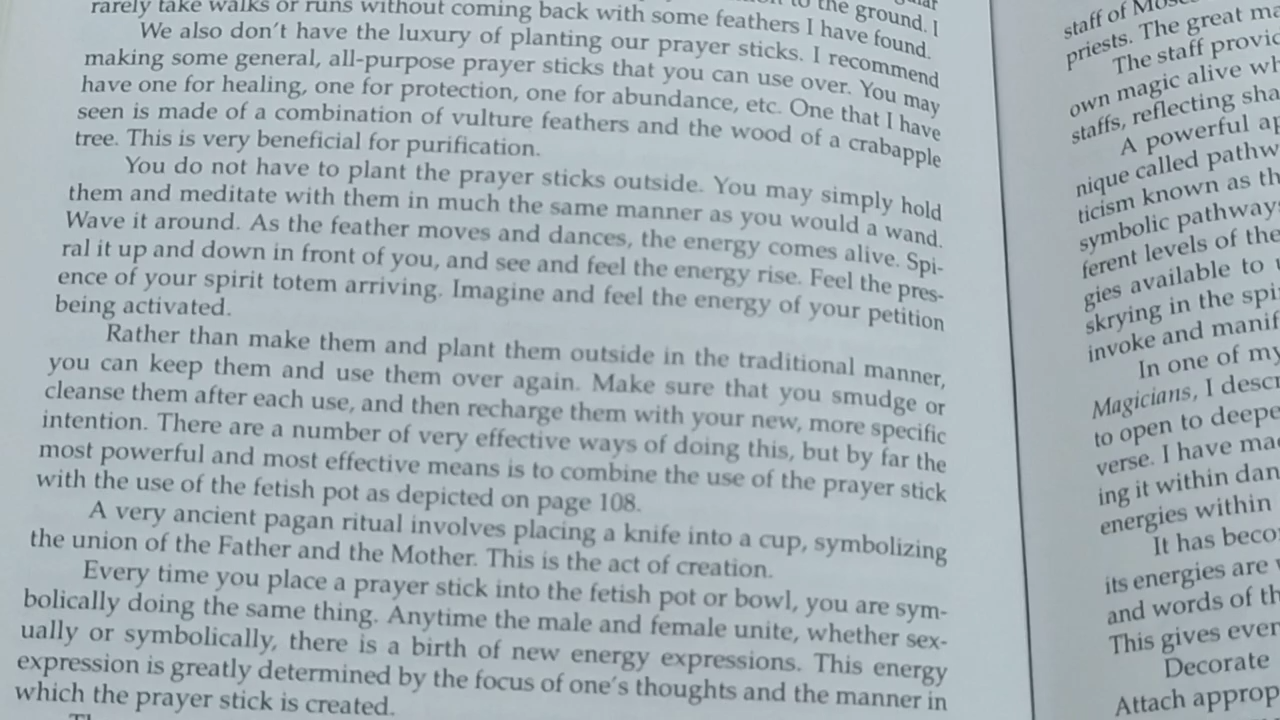 to the ground. I
rarely take walks or runs without coming back with some feathers I have found.
We also don't have the luxury of planting our prayer sticks. I recommend
making some general, all-purpose prayer sticks that you can use over. You may
have one for healing, one for protection, one for abundance, etc. One that I have
seen is made of a combination of vulture feathers and the wood of a crabapple
tree. This is very beneficial for purification.
You do not have to plant the prayer sticks outside. You may simply hold
them and meditate with them in much the same manner as you would a wand.
Wave it around. As the feather moves and dances, the energy comes alive. Spi-
ral it up and down in front of you, and see and feel the energy rise. Feel the pres-
ence of your spirit totem arriving. Imagine and feel the energy of your petition
being activated.
Rather than make them and plant them outside in the traditional manner,
you can keep them and use them over again. Make sure that you smudge or
cleanse them after each use, and then recharge them with your new, more specific
intention. There are a number of very effective ways of doing this, but by far the
most powerful and most effective means is to combine the use of the prayer stick
with the use of the fetish pot as depicted on page 108.
A very ancient pagan ritual involves placing a knife into a cup, symbolizing
the union of the Father and the Mother. This is the act of creation.
Every time you place a prayer stick into the fetish pot or bowl, you are sym-
bolically doing the same thing. Anytime the male and female unite, whether sex-
ually or symbolically, there is a birth of new energy expressions. This energy
expression is greatly determined by the focus of one's thoughts and the manner in
which the prayer stick is created.
staff of
priests. The great
The staff
own magic alive
staffs, reflecting
A powerful
nique called
ticism known as
symbolic
ferent levels of the
gies available to
skrying in the
invoke and
In one of my
Magicians, I
to open to
verse. I have
ing it within
energies within
It has
its energies are
and words of
This gives
Decorate
Attach